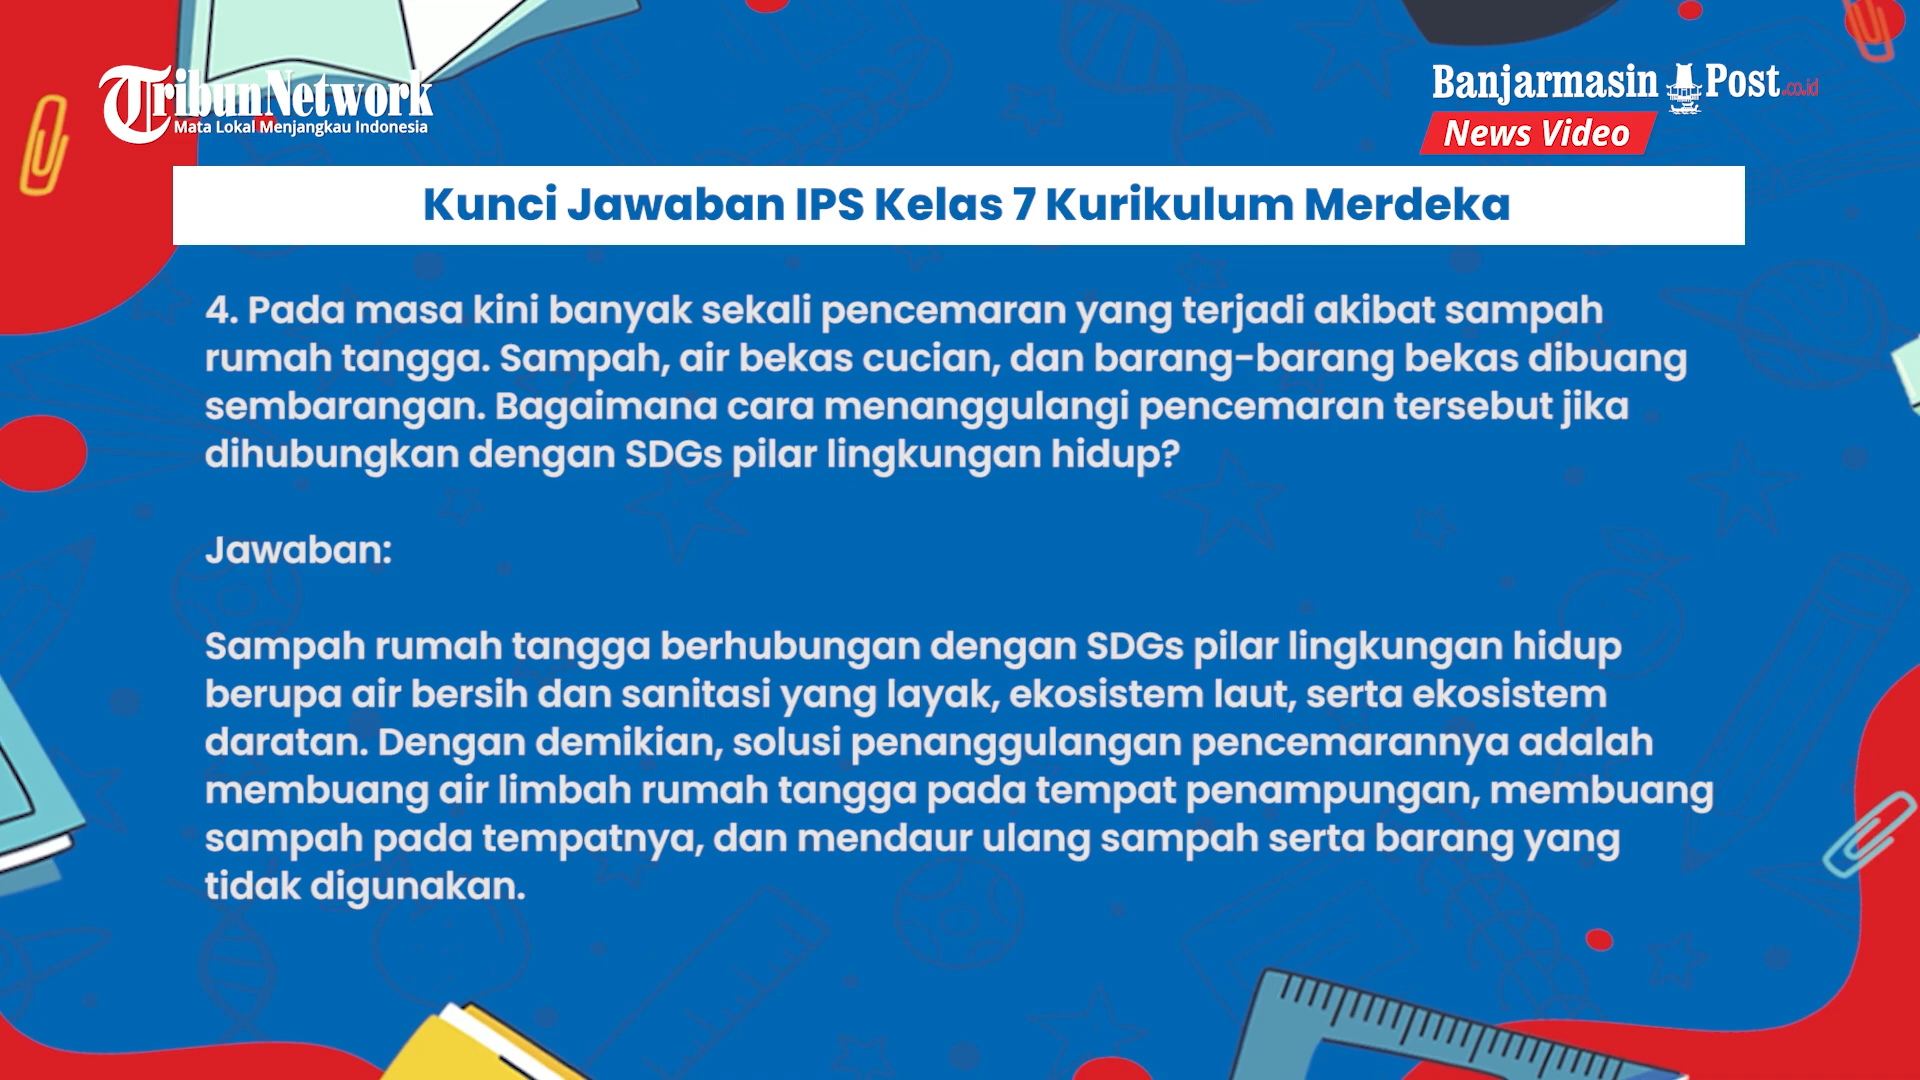 TribunNetwork
Mata Lokal Menjangkau Indonesia
Banjarmasin Post.co.id
News Video
Kunci Jawaban IPS Kelas 7 Kurikulum Merdeka
4. Pada masa kini banyak sekali pencemaran yang terjadi akibat sampah
rumah tangga. Sampah, air bekas cucian, dan barang-barang bekas dibuang
sembarangan. Bagaimana cara menanggulangi pencemaran tersebut jika
dihubungkan dengan SDGs pilar lingkungan hidup?
Jawaban:
Sampah rumah tangga berhubungan dengan SDGs pilar lingkungan hidup
berupa air bersih dan sanitasi yang layak, ekosistem laut, serta ekosistem
daratan. Dengan demikian, solusi penanggulangan pencemarannya adalah
membuang air limbah rumah tangga pada tempat penampungan, membuang
sampah pada tempatnya, dan mendaur ulang sampah serta barang yang
tidak digunakan.